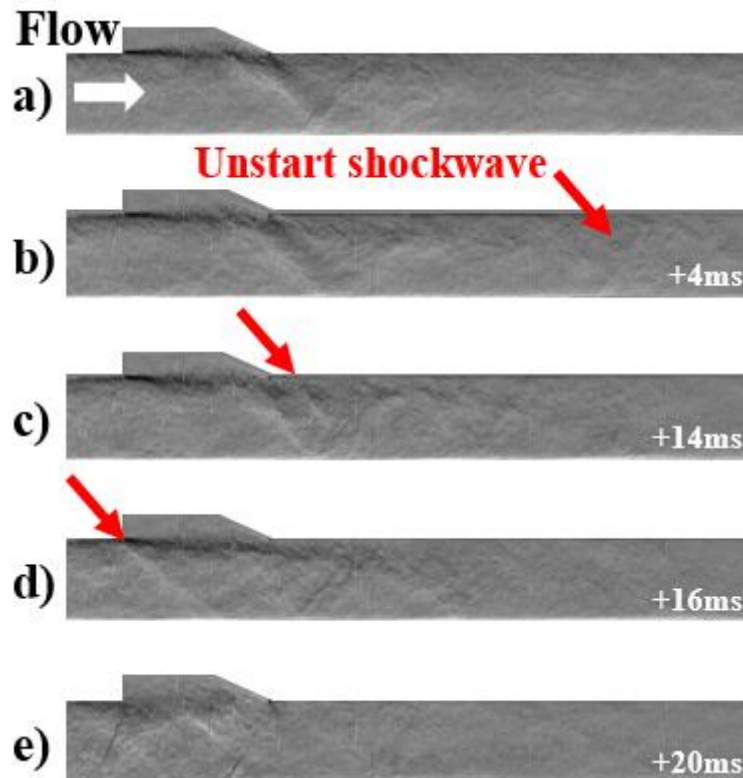 Flow
a)
Unstart shockwave
b)
+4ms
c)
+14ms
d)
+16ms
e)
+20ms